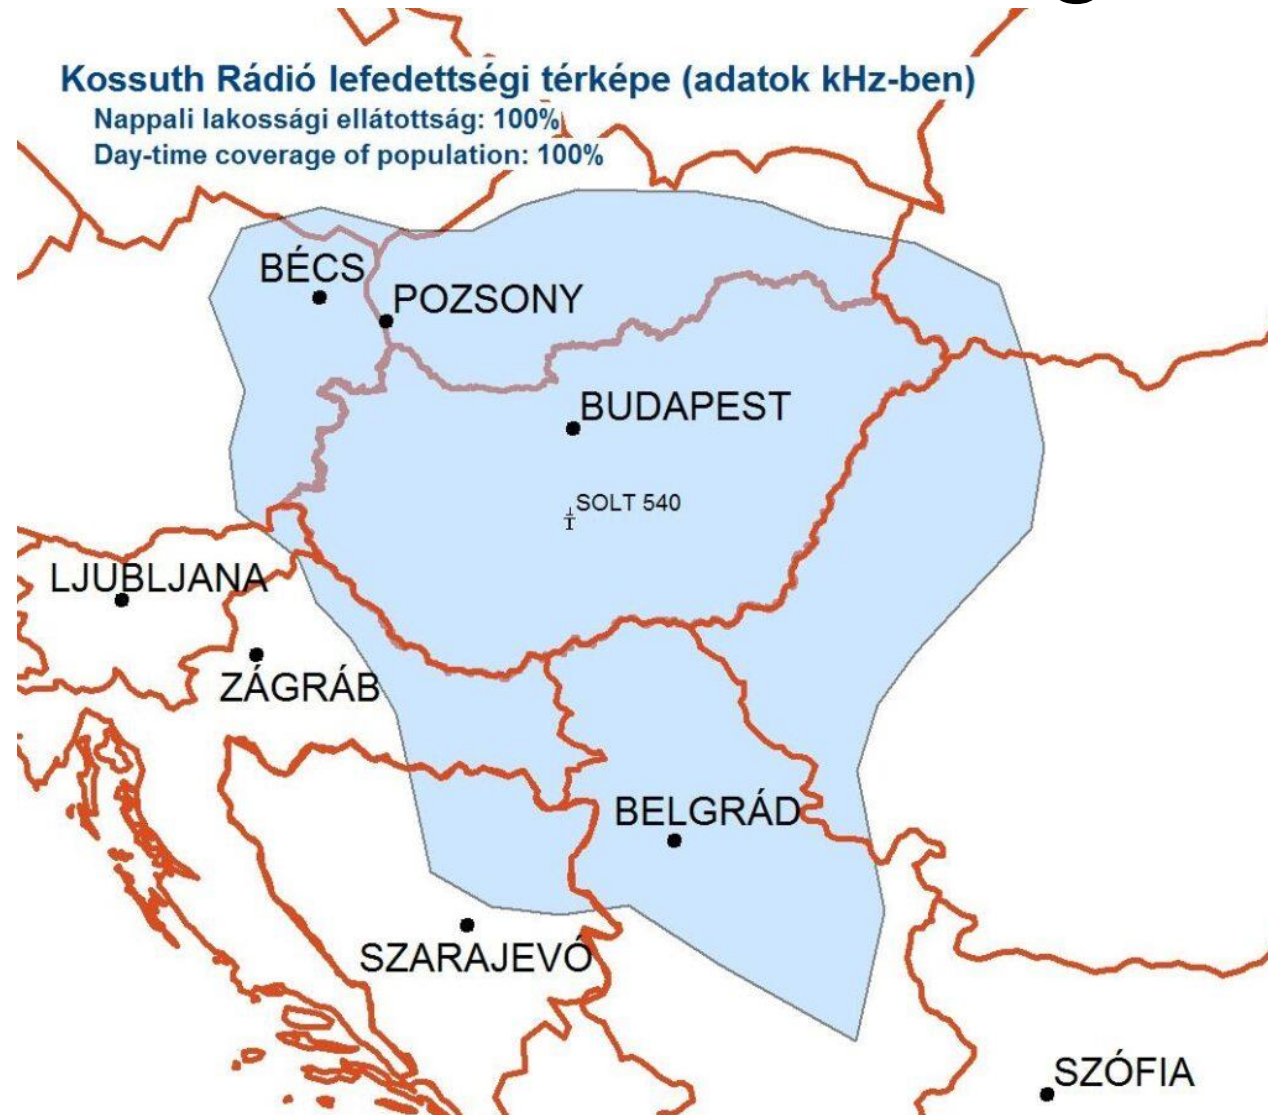 Kossuth Rádió lefedettségi térképe (adatok kHz-ben)
Nappali lakossági ellátottság: 100%
Day-time coverage of population: 100%
BÉCS
POZSONY
BUDAPEST
SOLT 540
LJUBLJANA
ZÁGRÁB
BELGRÁD
SZARAJEVÓ
SZÓFIA